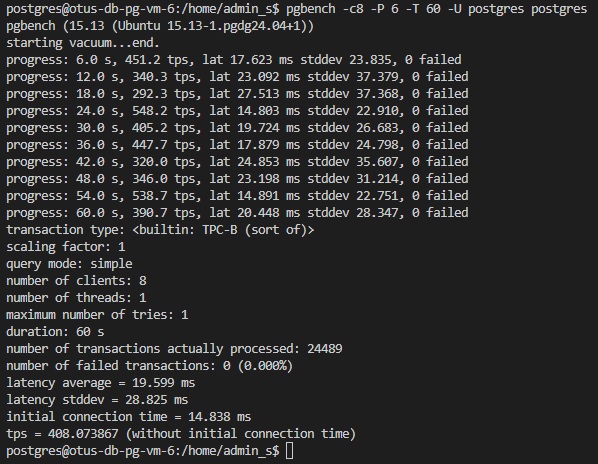 postgres@otus-db-pg-vm-6:/home/admin_s$ pgbench -c8 -P 6 -T 60 -U postgres postgres
pgbench (15.13 (Ubuntu 15.13-1.pgdg24.04+1))
starting vacuum...end.
progress: 6.0 s, 451.2 tps, lat 17.623 ms stddev 23.835, 0 failed
progress: 12.0 s, 340.3 tps, lat 23.092 ms stddev 37.379, 0 failed
progress: 18.0 s, 292.3 tps, lat 27.513 ms stddev 37.368, 0 failed
progress: 24.0 s, 548.2 tps, lat 14.803 ms stddev 22.910, 0 failed
progress: 30.0 s, 405.2 tps, lat 19.724 ms stddev 26.683, 0 failed
progress: 36.0 s, 447.7 tps, lat 17.879 ms stddev 24.798, 0 failed
progress: 42.0 s, 320.0 tps, lat 24.853 ms stddev 35.607, 0 failed
progress: 48.0 s, 346.0 tps, lat 23.198 ms stddev 31.214, 0 failed
progress: 54.0 s, 538.7 tps, lat 14.891 ms stddev 22.751, 0 failed
progress: 60.0 s, 390.7 tps, lat 20.448 ms stddev 28.347, 0 failed
transaction type: <builtin: TPC-B (sort of)>
scaling factor: 1
query mode: simple
number of clients: 8
number of threads: 1
maximum number of tries: 1
duration: 60 s
number of transactions actually processed: 24489
number of failed transactions: 0 (0.000%)
latency average = 19.599 ms
latency stddev = 28.825 ms
initial connection time = 14.838 ms
tps = 408.073867 (without initial connection time)
postgres@otus-db-pg-vm-6:/home/admin_s$